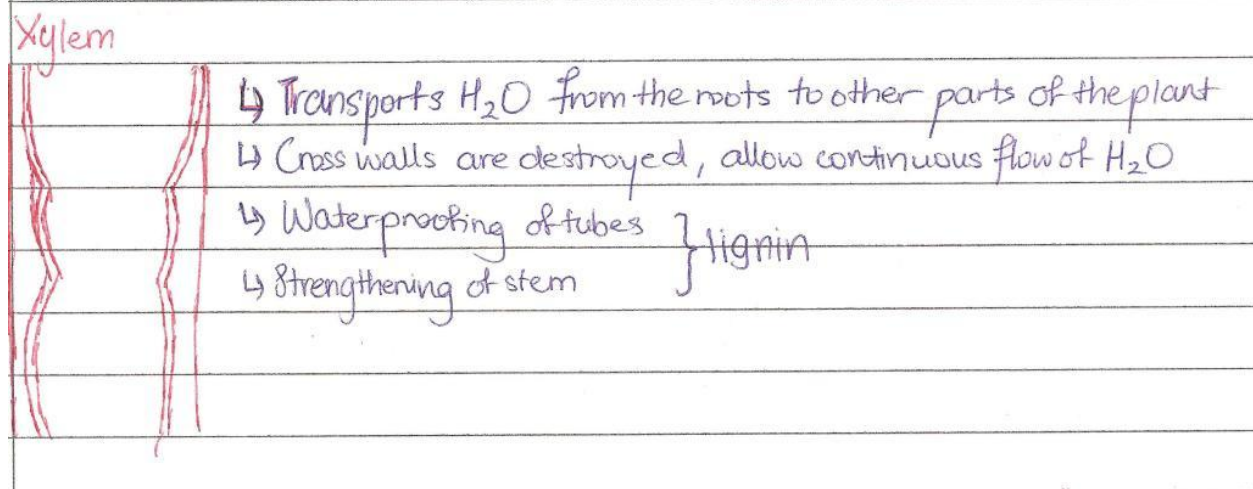 Xylem
↳ Transports H₂O from the roots to other parts of the plant
↳ Cross walls are destroyed, allow continuous flow of H₂O
↳ Waterproofing of tubes
↳ Strengthening of stem } lignin